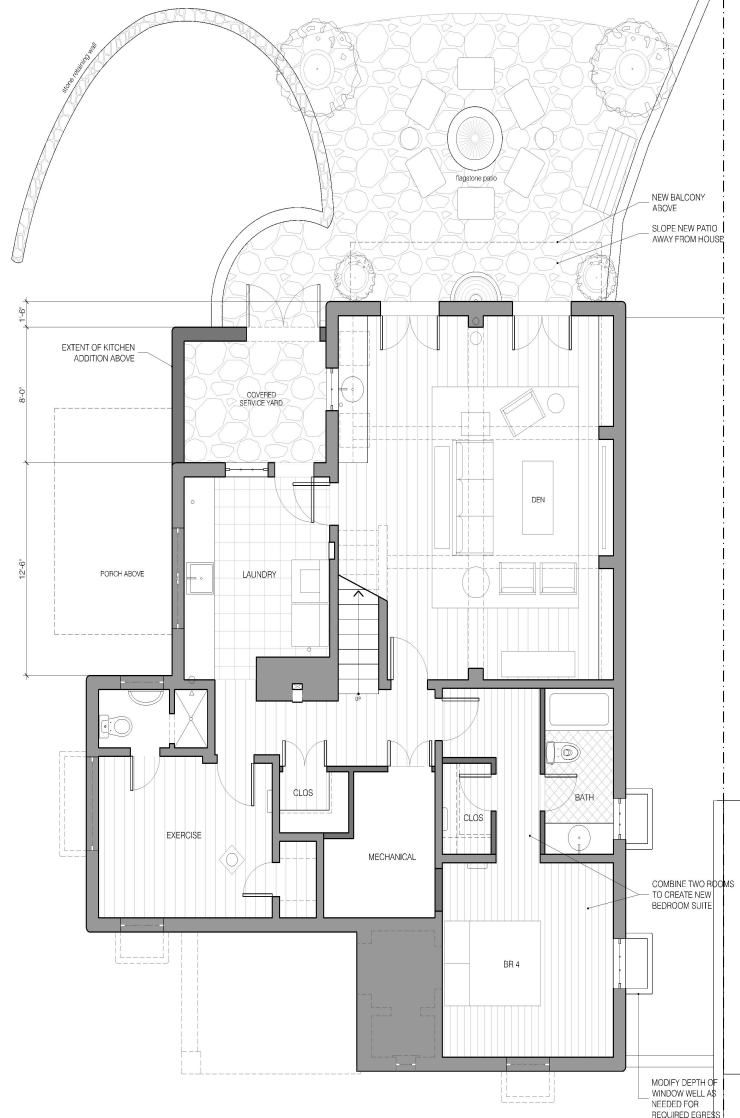 stone retaining wall
flagstone patio
NEW BALCONY
ABOVE
SLOPE NEW PATIO
AWAY FROM HOUSE
1'-6"
EXTENT OF KITCHEN
ADDITION ABOVE
8'-0"
COVERED
SERVICE YARD
DEN
12'-6"
PORCH ABOVE
LAUNDRY
UP
CLOS
BATH
CLOS
EXERCISE
MECHANICAL
COMBINE TWO ROOMS
TO CREATE NEW
BEDROOM SUITE
BR 4
MODIFY DEPTH OF
WINDOW WELL AS
NEEDED FOR
REQUIRED EGRESS